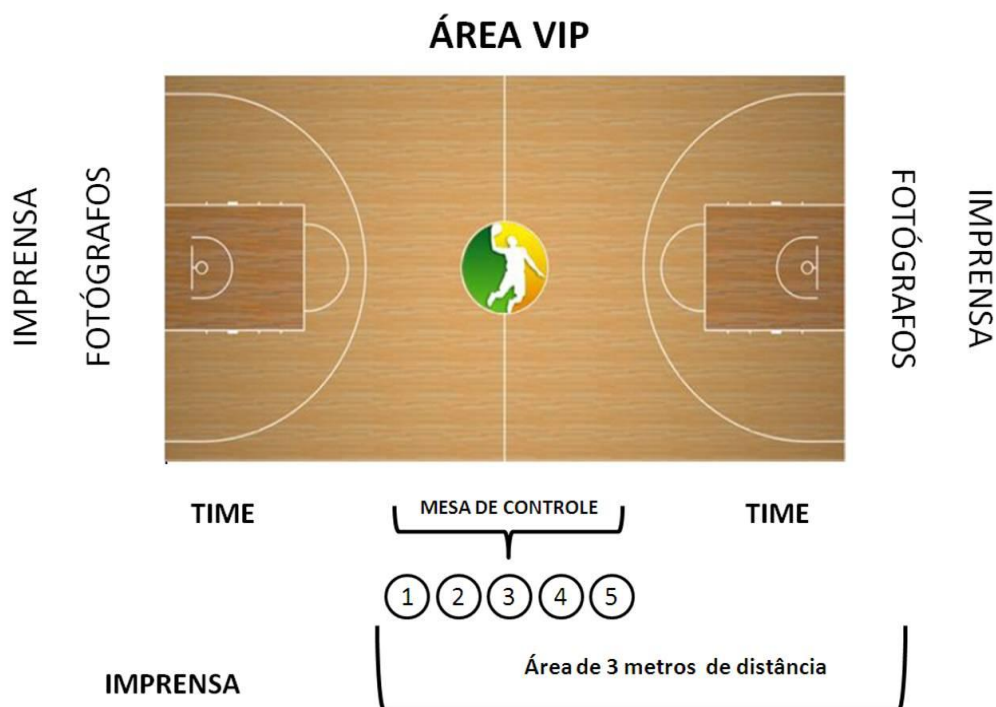 ÁREA VIP
IMPRENSA
FOTÓGRAFOS
FOTÓGRAFOS
IMPRENSA
TIME
MESA DE CONTROLE
TIME
1 2 3 4 5
Área de 3 metros de distância
IMPRENSA